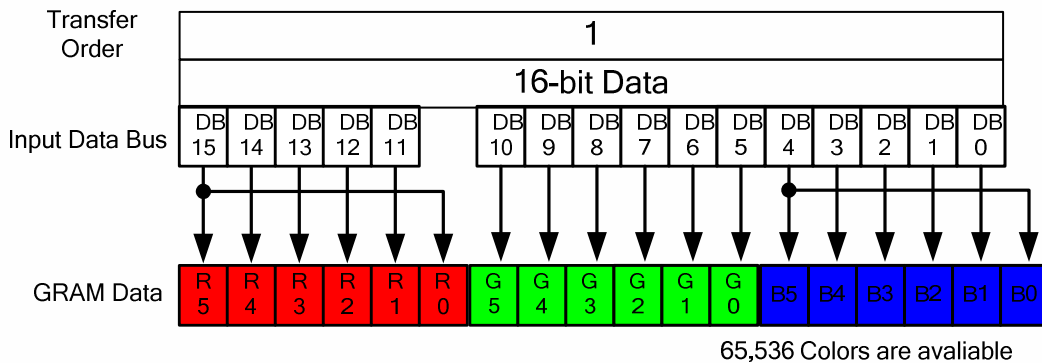 Transfer Order
1
16-bit Data
Input Data Bus
DB 15 DB 14 DB 13 DB 12 DB 11 DB 10 DB 9 DB 8 DB 7 DB 6 DB 5 DB 4 DB 3 DB 2 DB 1 DB 0
GRAM Data
R 5 R 4 R 3 R 2 R 1 R 0 G 5 G 4 G 3 G 2 G 1 G 0 B5 B4 B3 B2 B1 B0
65,536 Colors are avaliable